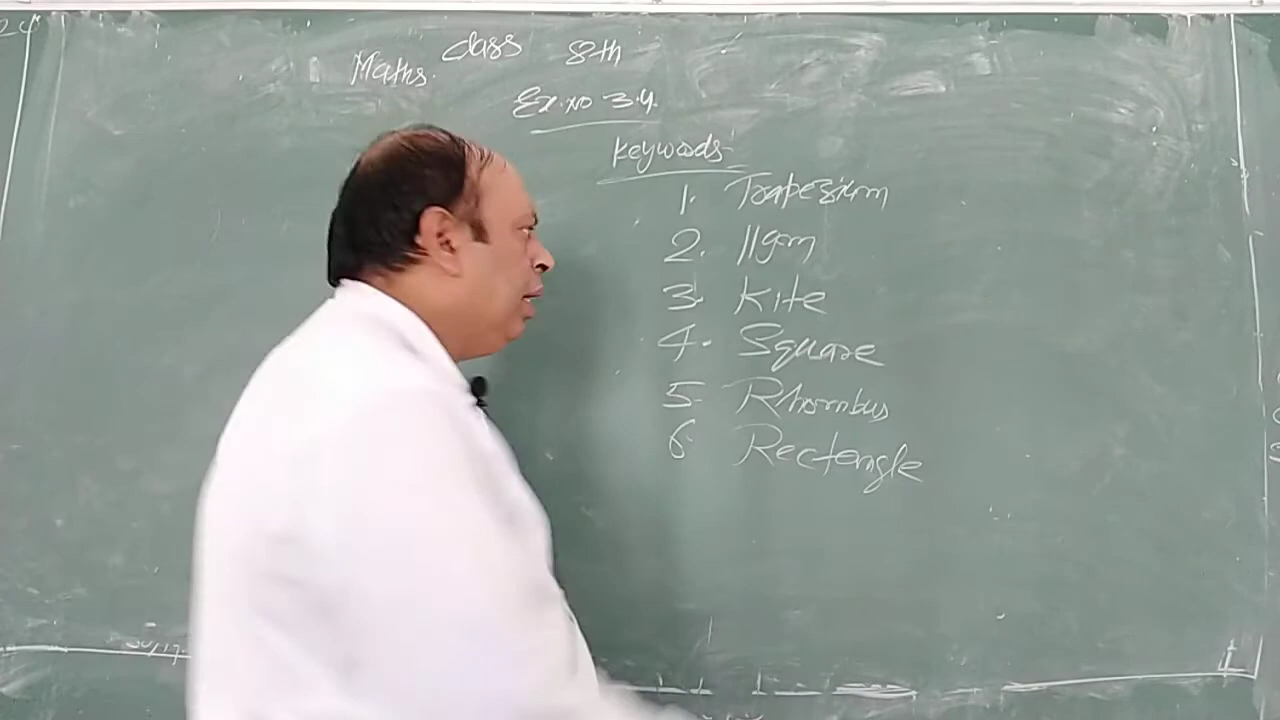 Maths. class 8th
Ex. no 3.4.
Keywods-
1. Trapezium
2. ||gm
3. Kite
4. Square
5. Rhombus
6. Rectangle